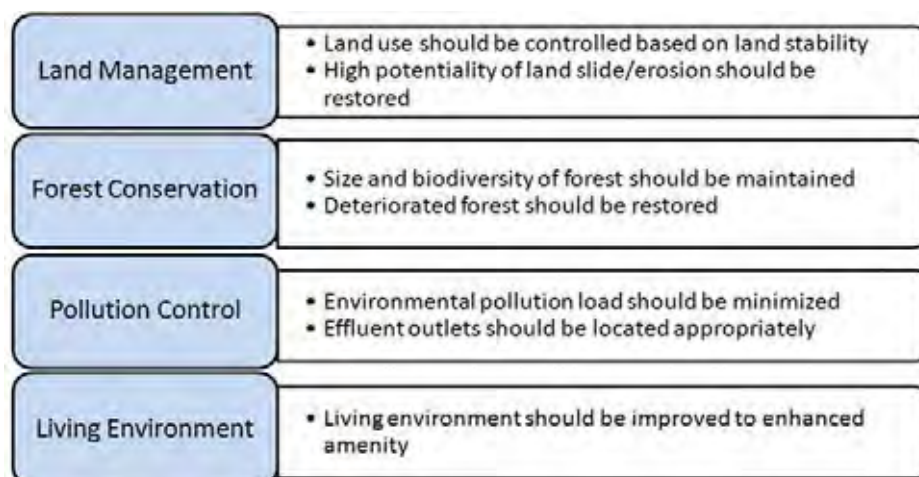 Land Management
• Land use should be controlled based on land stability
• High potentiality of land slide/erosion should be
restored
Forest Conservation
• Size and biodiversity of forest should be maintained
• Deteriorated forest should be restored
Pollution Control
• Environmental pollution load should be minimized
• Effluent outlets should be located appropriately
Living Environment
• Living environment should be improved to enhanced
amenity